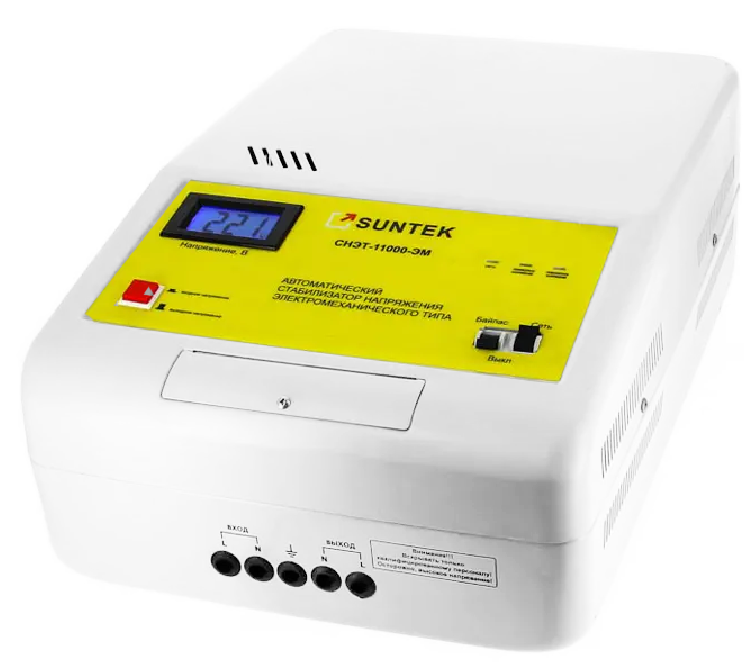 221.
Напряжение, В
SUNTEK
СНЭТ-11000-ЭМ
АВТОМАТИЧЕСКИЙ
СТАБИЛИЗАТОР НАПРЯЖЕНИЯ
ЭЛЕКТРОМЕХАНИЧЕСКОГО ТИПА
Байпас
Сеть
Выкл
ВХОД
L N
ВЫХОД
N L
Внимание!!!
Вскрывать только
квалифицированному персоналу!
Осторожно, высокое напряжение!